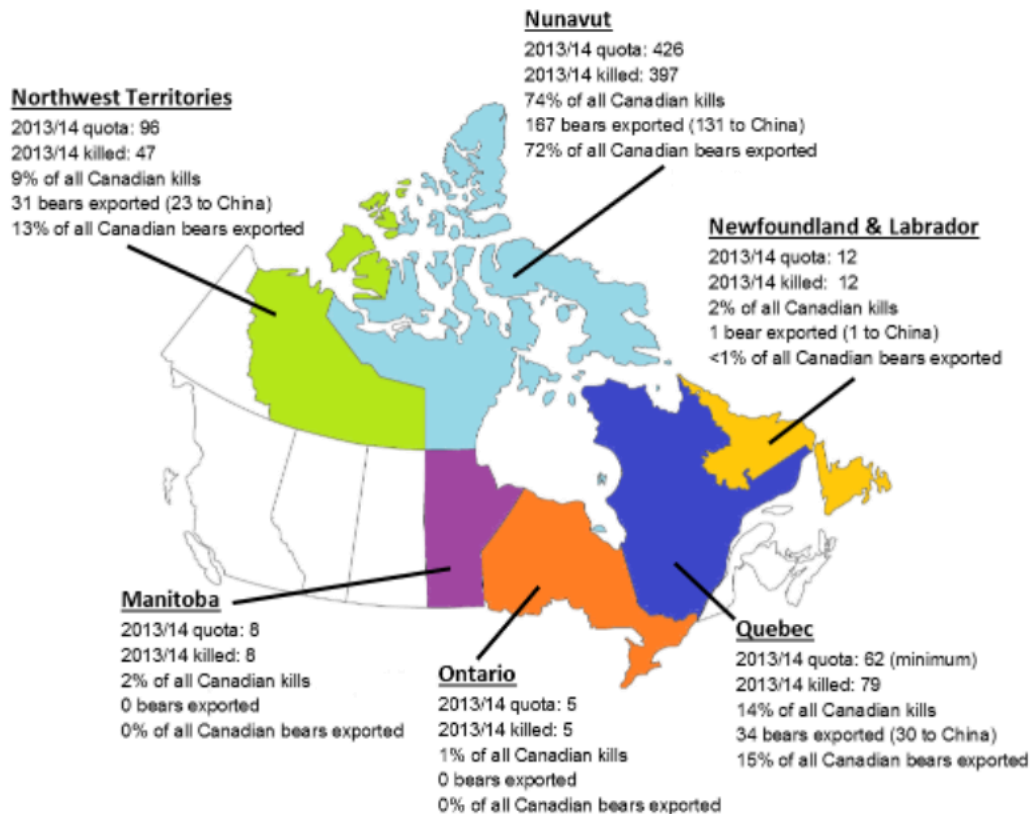 Nunavut
2013/14 quota: 426
2013/14 killed: 397
74% of all Canadian kills
167 bears exported (131 to China)
72% of all Canadian bears exported
Northwest Territories
2013/14 quota: 96
2013/14 killed: 47
9% of all Canadian kills
31 bears exported (23 to China)
13% of all Canadian bears exported
Newfoundland & Labrador
2013/14 quota: 12
2013/14 killed: 12
2% of all Canadian kills
1 bear exported (1 to China)
<1% of all Canadian bears exported
Manitoba
2013/14 quota: 8
2013/14 killed: 8
2% of all Canadian kills
0 bears exported
0% of all Canadian bears exported
Ontario
2013/14 quota: 5
2013/14 killed: 5
1% of all Canadian kills
0 bears exported
0% of all Canadian bears exported
Quebec
2013/14 quota: 62 (minimum)
2013/14 killed: 79
14% of all Canadian kills
34 bears exported (30 to China)
15% of all Canadian bears exported